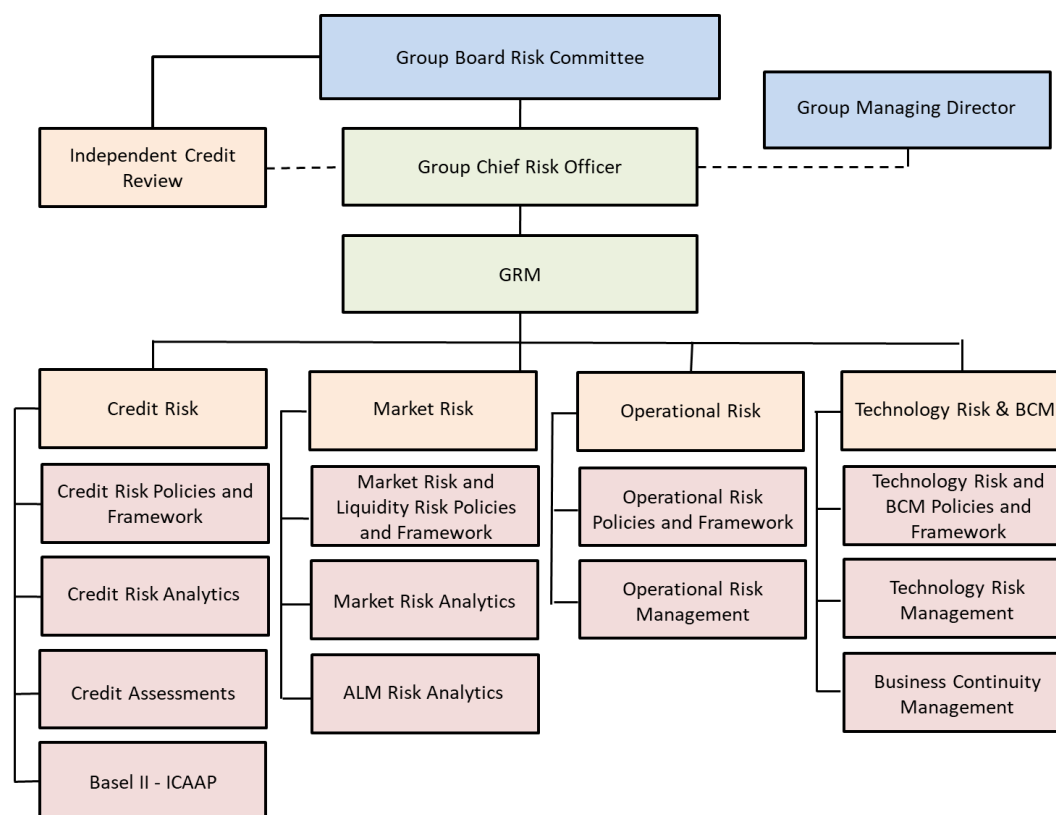 Group Board Risk Committee
Group Managing Director
Independent Credit
Review
Group Chief Risk Officer
GRM
Credit Risk
Market Risk
Operational Risk
Technology Risk & BCM
Credit Risk Policies and
Framework
Market Risk and
Liquidity Risk Policies
and Framework
Operational Risk
Policies and Framework
Technology Risk and
BCM Policies and
Framework
Credit Risk Analytics
Market Risk Analytics
Operational Risk
Management
Technology Risk
Management
Credit Assessments
ALM Risk Analytics
Business Continuity
Management
Basel II - ICAAP